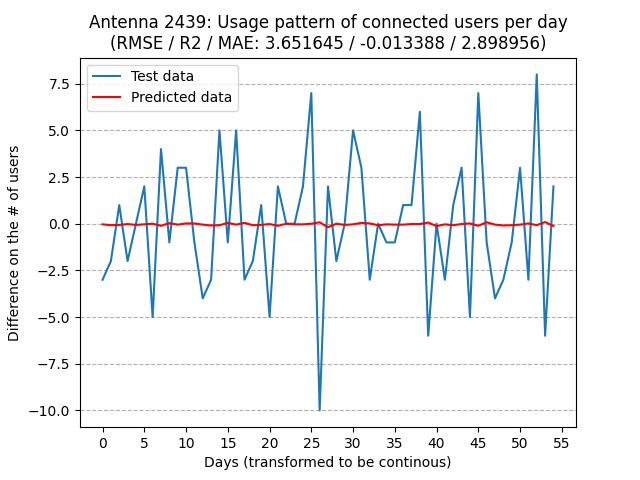 Antenna 2439: Usage pattern of connected users per day
(RMSE / R2 / MAE: 3.651645 / -0.013388 / 2.898956)
Test data
Predicted data
Difference on the # of users
7.5
5.0
2.5
0.0
−2.5
−5.0
−7.5
−10.0
0 5 10 15 20 25 30 35 40 45 50 55
Days (transformed to be continous)